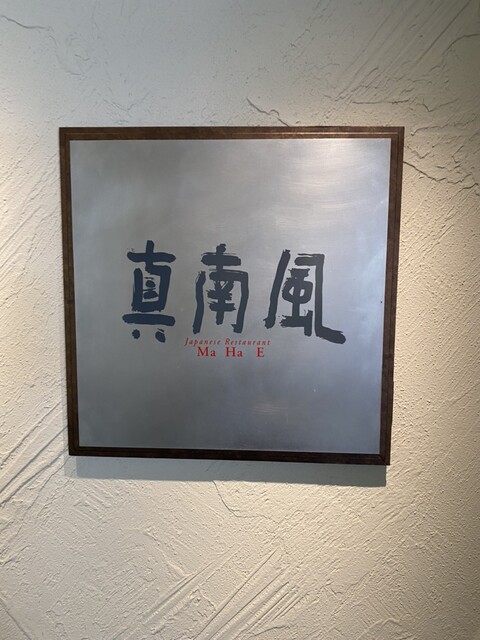 真南風
Japanese Restaurant
Ma Ha E